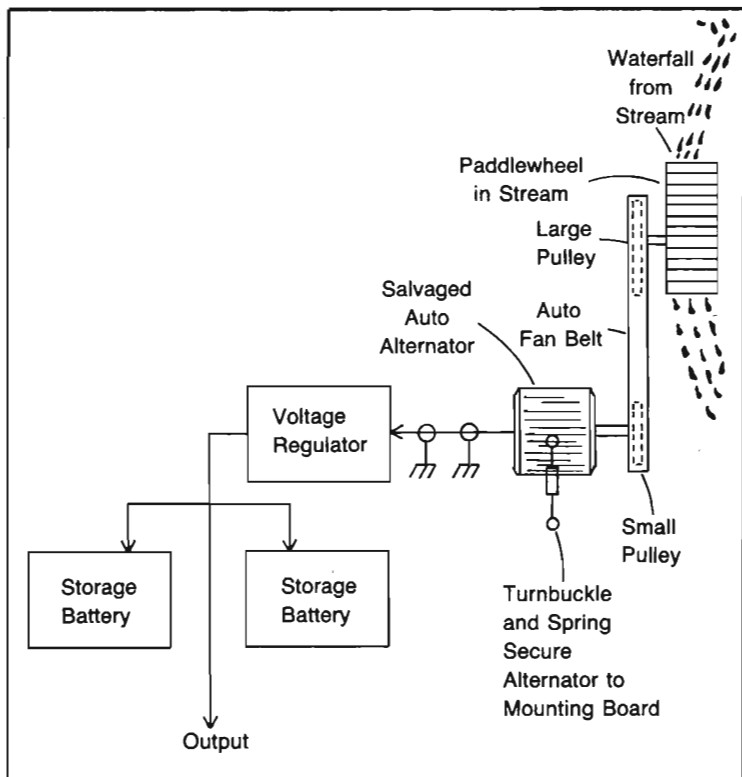 Waterfall
from
Stream
Paddlewheel
in Stream
Large
Pulley
Salvaged
Auto
Alternator
Auto
Fan Belt
Voltage
Regulator
Small
Pulley
Storage
Battery
Storage
Battery
Turnbuckle
and Spring
Secure
Alternator to
Mounting Board
Output